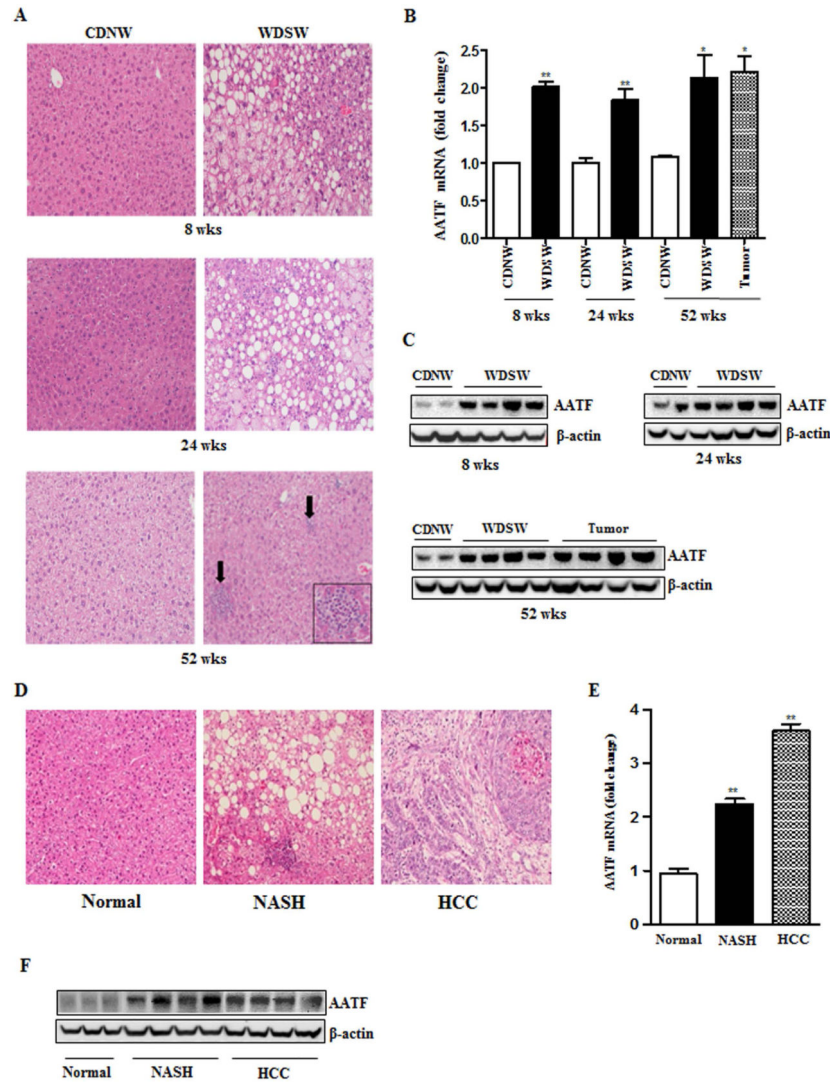 A
CDNW WDSW
8 wks
24 wks
52 wks
B
AATF mRNA (fold change)
2.5
2.0
1.5
1.0
0.5
0.0
** ** * *
CDNW WDSW CDNW WDSW CDNW WDSW Tumor
8 wks 24 wks 52 wks
C
CDNW WDSW
AATF
β-actin
8 wks
CDNW WDSW
AATF
β-actin
24 wks
CDNW WDSW Tumor
AATF
β-actin
52 wks
D
Normal NASH HCC
E
AATF mRNA (fold change)
4
3
2
1
0
** **
Normal NASH HCC
F
AATF
β-actin
Normal NASH HCC